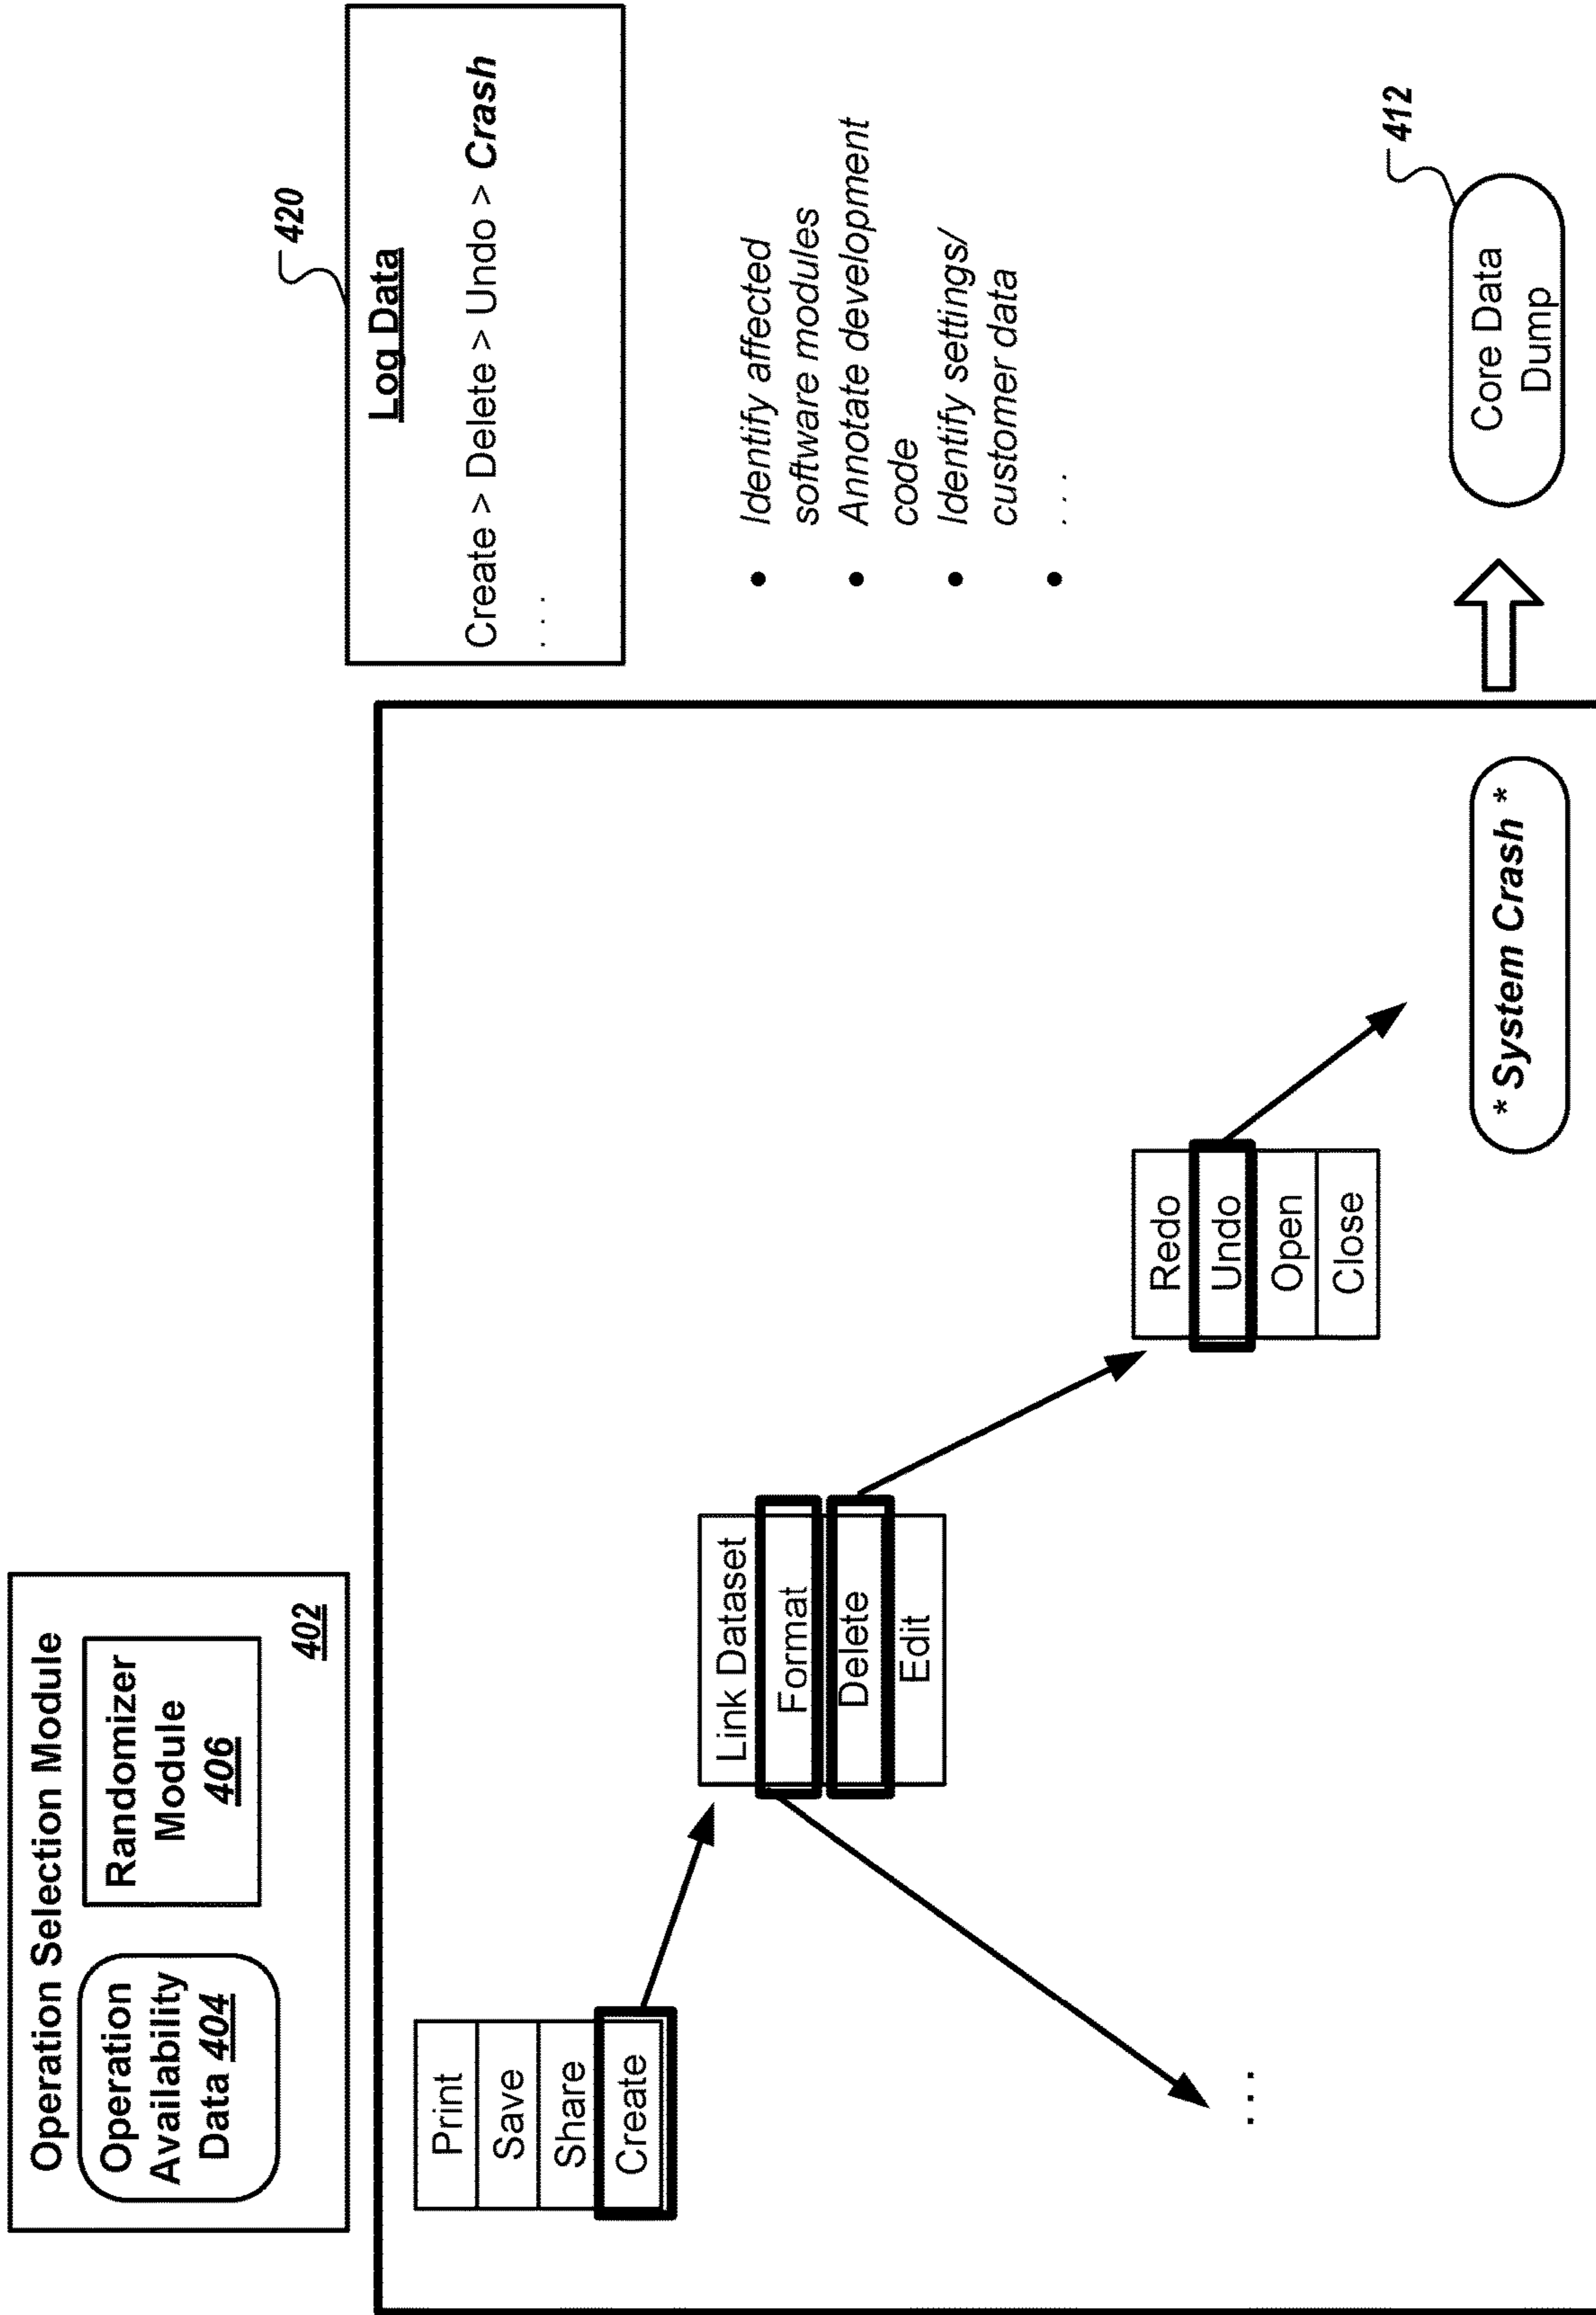 Operation Selection Module
Operation
Availability
Data 404
Randomizer
Module
406
402
Print
Save
Share
Create
Link Dataset
Format
Delete
Edit
Redo
Undo
Open
Close
...
* System Crash *
420
Log Data
Create > Delete > Undo > Crash
...
• Identify affected
software modules
• Annotate development
code
• Identify settings/
customer data
• ...
412
Core Data
Dump